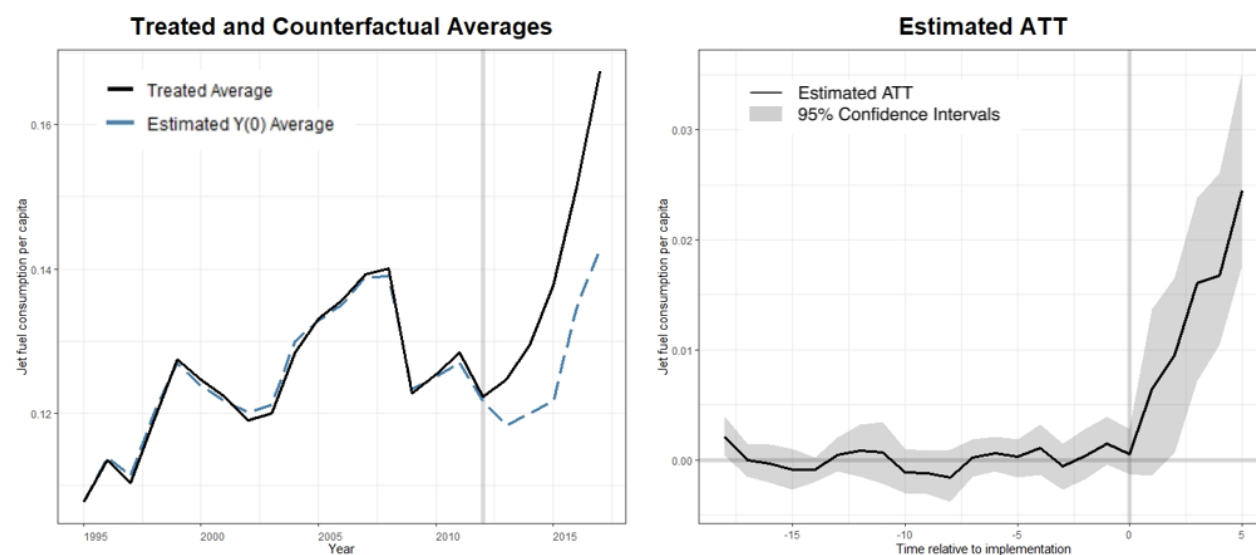 Treated and Counterfactual Averages
Treated Average
Estimated Y(0) Average
Jet fuel consumption per capita
0.16
0.14
0.12
1995
2000
2005
2010
2015
Year
Estimated ATT
Estimated ATT
95% Confidence Intervals
Jet fuel consumption per capita
0.03
0.02
0.01
0.00
-15
-10
-5
0
5
Time relative to implementation